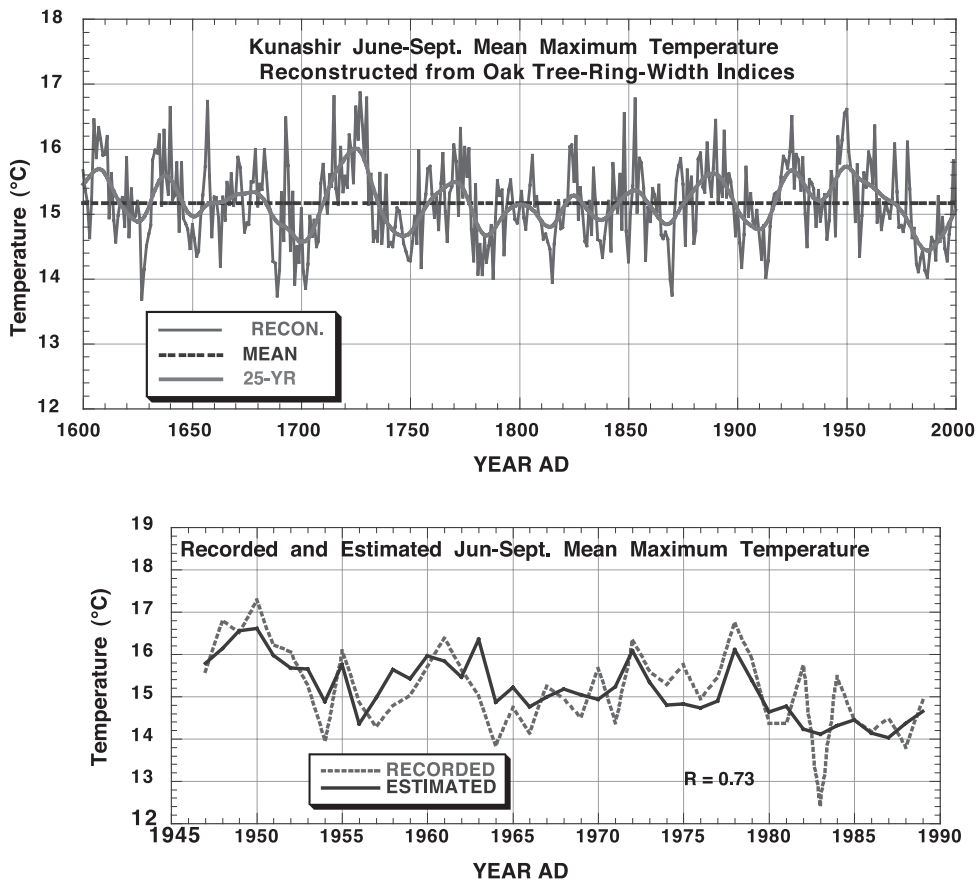 18
17
16
15
14
13
12
Temperature (°C)
Kunashir June-Sept. Mean Maximum Temperature
Reconstructed from Oak Tree-Ring-Width Indices
RECON.
MEAN
25-YR
1600 1650 1700 1750 1800 1850 1900 1950 2000
YEAR AD
19
18
17
16
15
14
13
12
Temperature (°C)
Recorded and Estimated Jun-Sept. Mean Maximum Temperature
RECORDED
ESTIMATED
R = 0.73
1945 1950 1955 1960 1965 1970 1975 1980 1985 1990
YEAR AD